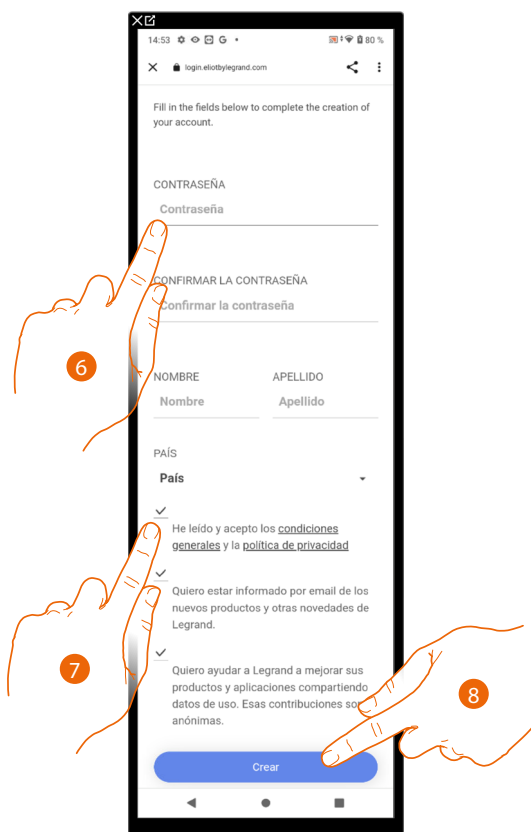 14:53 G 80 %
login.eliotbylegrand.com
Fill in the fields below to complete the creation of
your account.
CONTRASEÑA
Contraseña
CONFIRMAR LA CONTRASEÑA
Confirmar la contraseña
6
NOMBRE APELLIDO
Nombre Apellido
PAÍS
País
He leído y acepto los condiciones
generales y la política de privacidad
Quiero estar informado por email de los
nuevos productos y otras novedades de
Legrand.
7
Quiero ayudar a Legrand a mejorar sus
productos y aplicaciones compartiendo
datos de uso. Esas contribuciones son
anónimas.
8
Crear